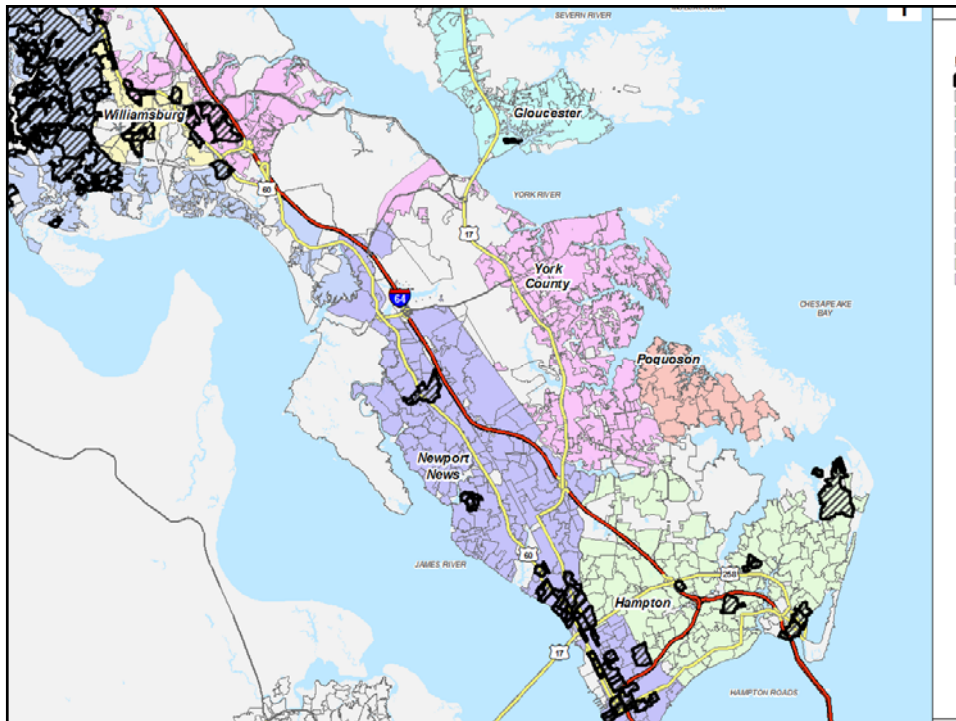 SEVERN RIVER
Gloucester
Williamsburg
60
YORK RIVER
17
York
County
64
CHESAPEAKE
BAY
Poquoson
Newport
News
JAMES RIVER
60
258
Hampton
17
HAMPTON ROADS